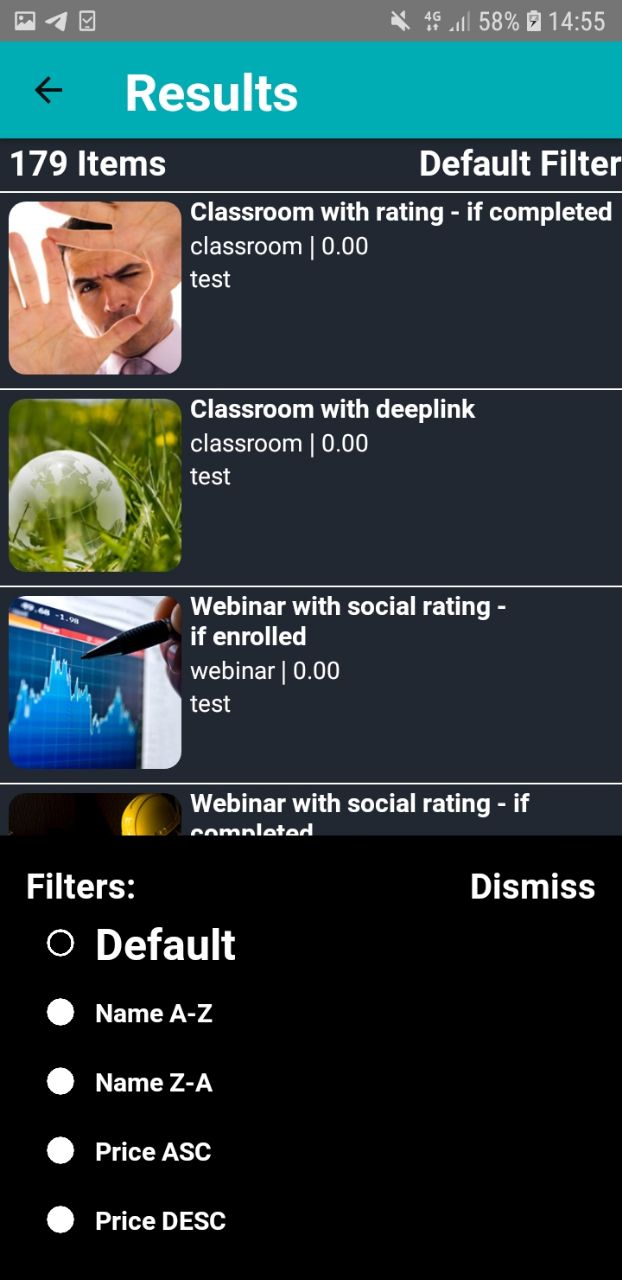 4G 58% 14:55
Results
179 Items Default Filter
Classroom with rating - if completed
classroom | 0.00
test
Classroom with deeplink
classroom | 0.00
test
Webinar with social rating -
if enrolled
webinar | 0.00
test
Webinar with social rating - if
completed
Filters: Dismiss
Default
Name A-Z
Name Z-A
Price ASC
Price DESC